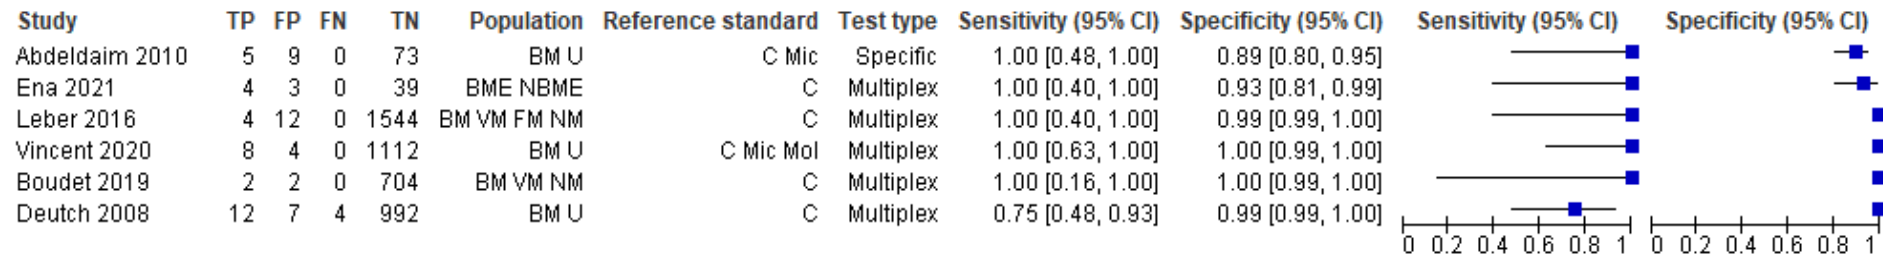 Study TP FP FN TN Population Reference standard Test type Sensitivity (95% CI) Specificity (95% CI) Sensitivity (95% CI) Specificity (95% CI)
Abdeldaim 2010 5 9 0 73 BM U C Mic Specific 1.00 [0.48, 1.00] 0.89 [0.80, 0.95]
Ena 2021 4 3 0 39 BME NBME C Multiplex 1.00 [0.40, 1.00] 0.93 [0.81, 0.99]
Leber 2016 4 12 0 1544 BM VM FM NM C Multiplex 1.00 [0.40, 1.00] 0.99 [0.99, 1.00]
Vincent 2020 8 4 0 1112 BM U C Mic Mol Multiplex 1.00 [0.63, 1.00] 1.00 [0.99, 1.00]
Boudet 2019 2 2 0 704 BM VM NM C Multiplex 1.00 [0.16, 1.00] 1.00 [0.99, 1.00]
Deutch 2008 12 7 4 992 BM U C Multiplex 0.75 [0.48, 0.93] 0.99 [0.99, 1.00]
0 0.2 0.4 0.6 0.8 1 0 0.2 0.4 0.6 0.8 1